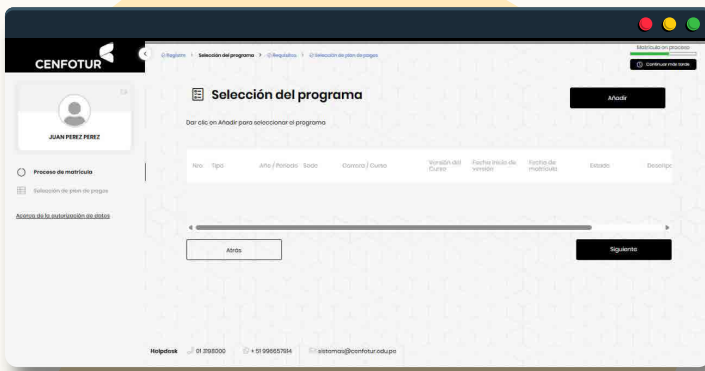 CENFOTUR
Registro > Selección del programa > Requisitos > Selección de plan de pagos
Matrícula en proceso
Continuar más tarde
JUAN PEREZ PEREZ
Proceso de matrícula
Selección de plan de pagos
Acerca de la autorización de datos
Selección del programa
Añadir
Dar clic en Añadir para seleccionar el programa
Nro. Tipo Año / Periodo Sede Carrera / Curso Versión del Curso Fecha inicio de versión Fecha de matrícula Estado Descripc
Atrás
Siguiente
Helpdesk 01 3198000 + 51 996657914 sistemas@cenfotur.edu.pe